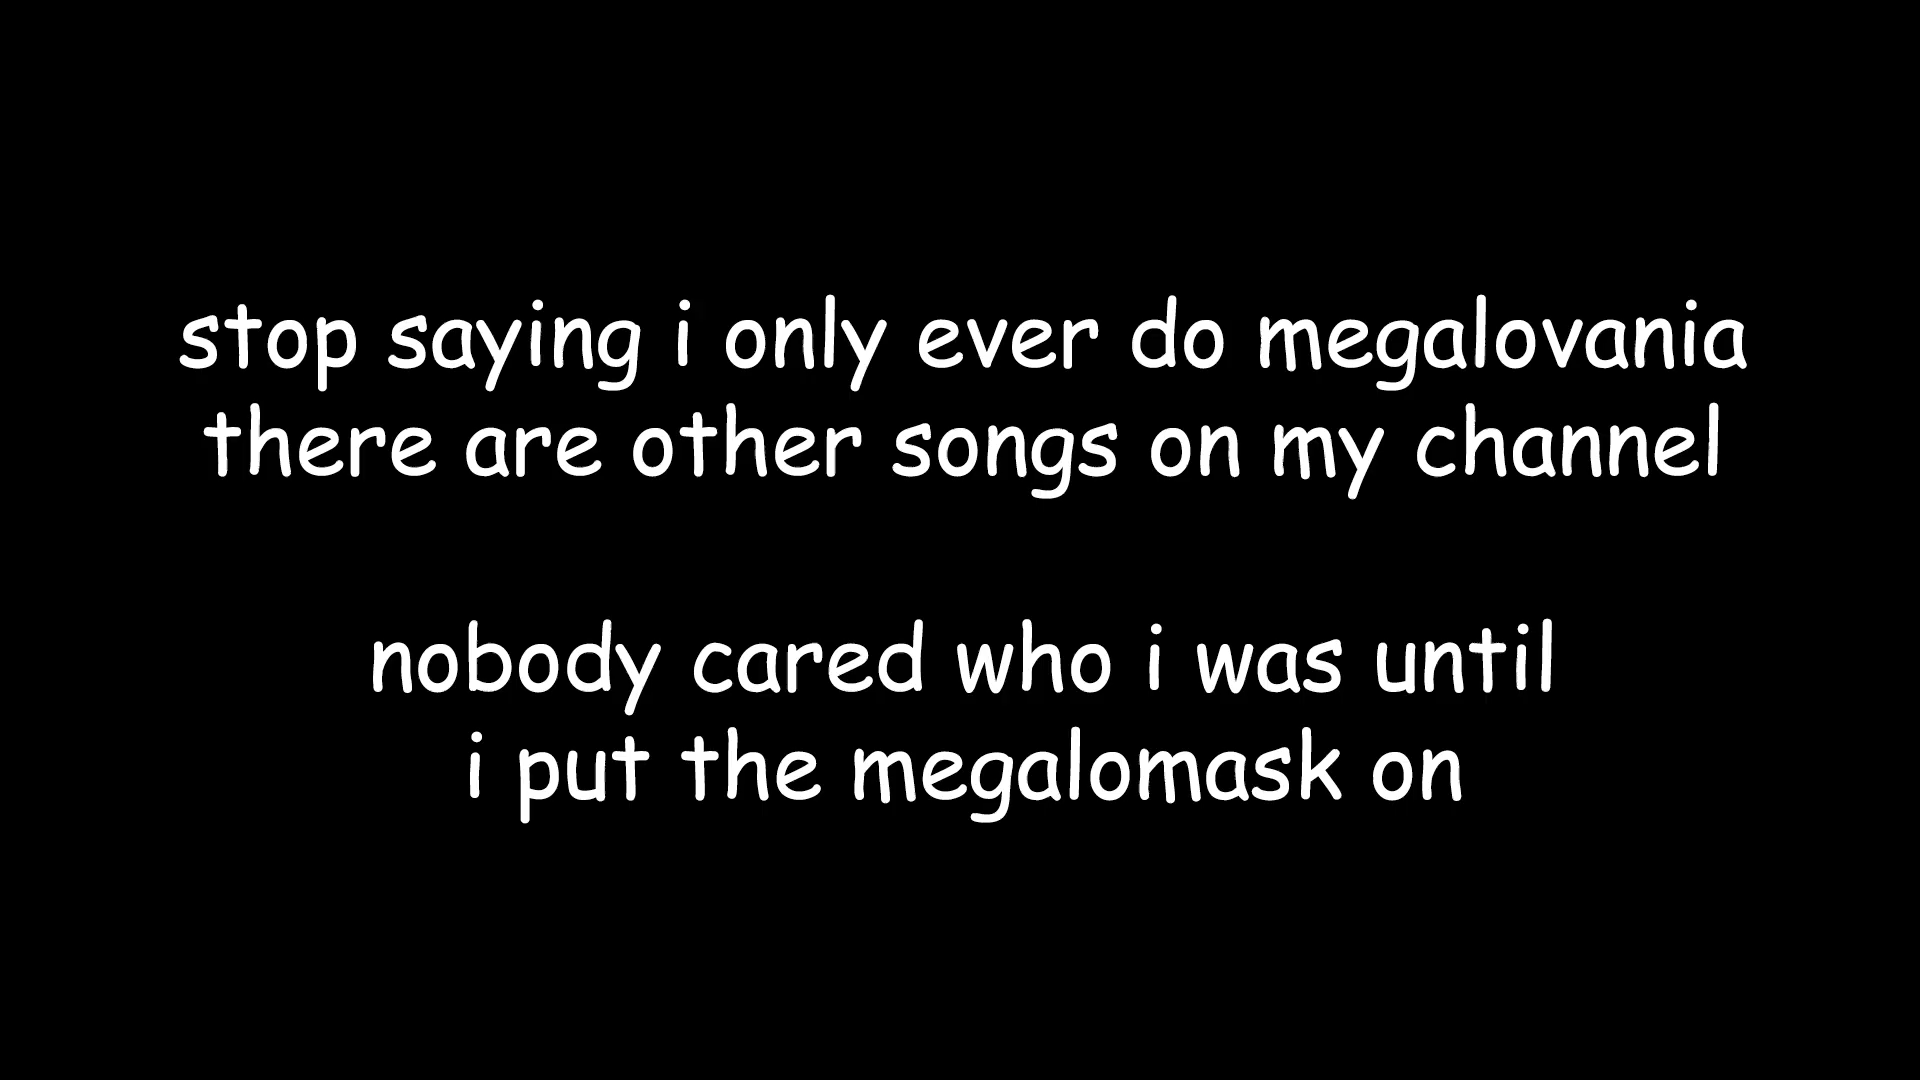 stop saying i only ever do megalovania
there are other songs on my channel
nobody cared who i was until
i put the megalomask on